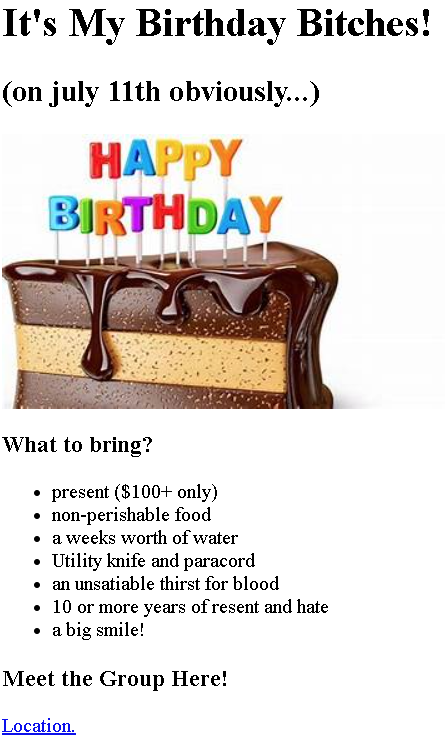 It's My Birthday Bitches!
(on july 11th obviously...)
HAPPY
BIRTHDAY
What to bring?
present ($100+ only)
non-perishable food
a weeks worth of water
Utility knife and paracord
an unsatiable thirst for blood
10 or more years of resent and hate
a big smile!
Meet the Group Here!
Location.